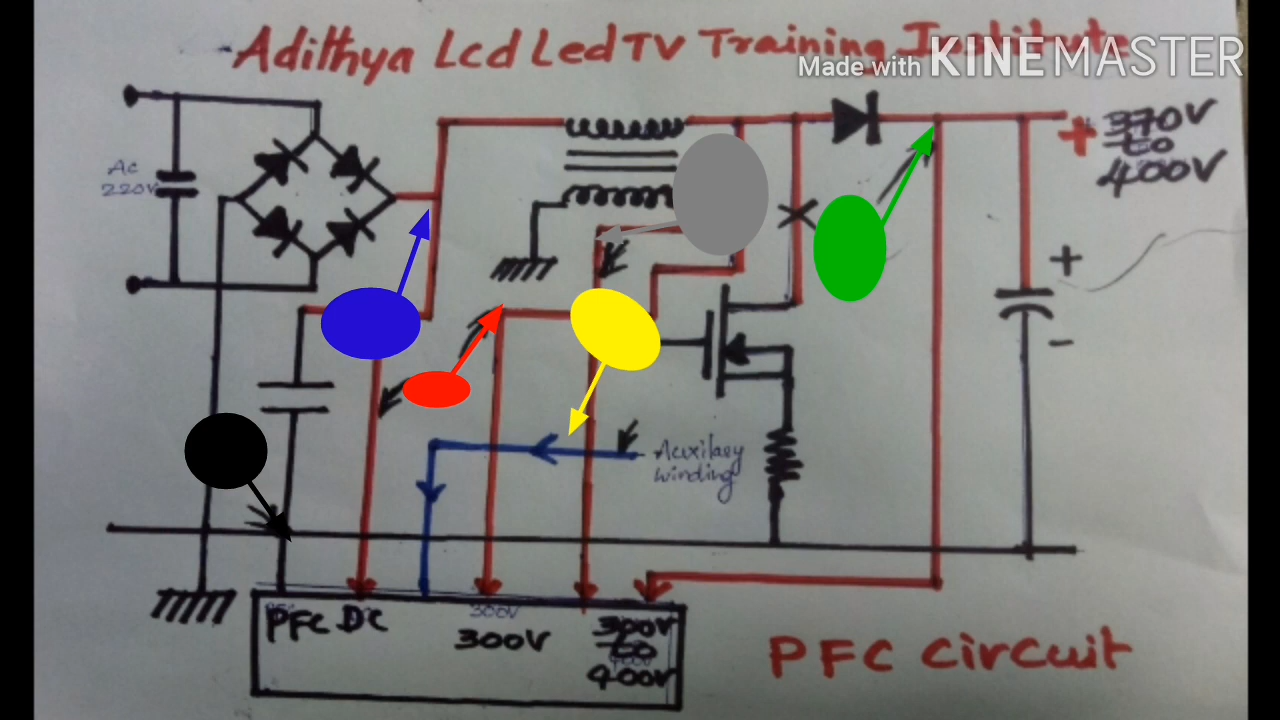 Adithya Lcd Led TV Training Institute
Made with KINEMASTER
Ac
220V
+ 370V
to
400V
+
-
Auxilary
winding
PFC DC
300V
300V
300V
to
400V
PFC Circuit